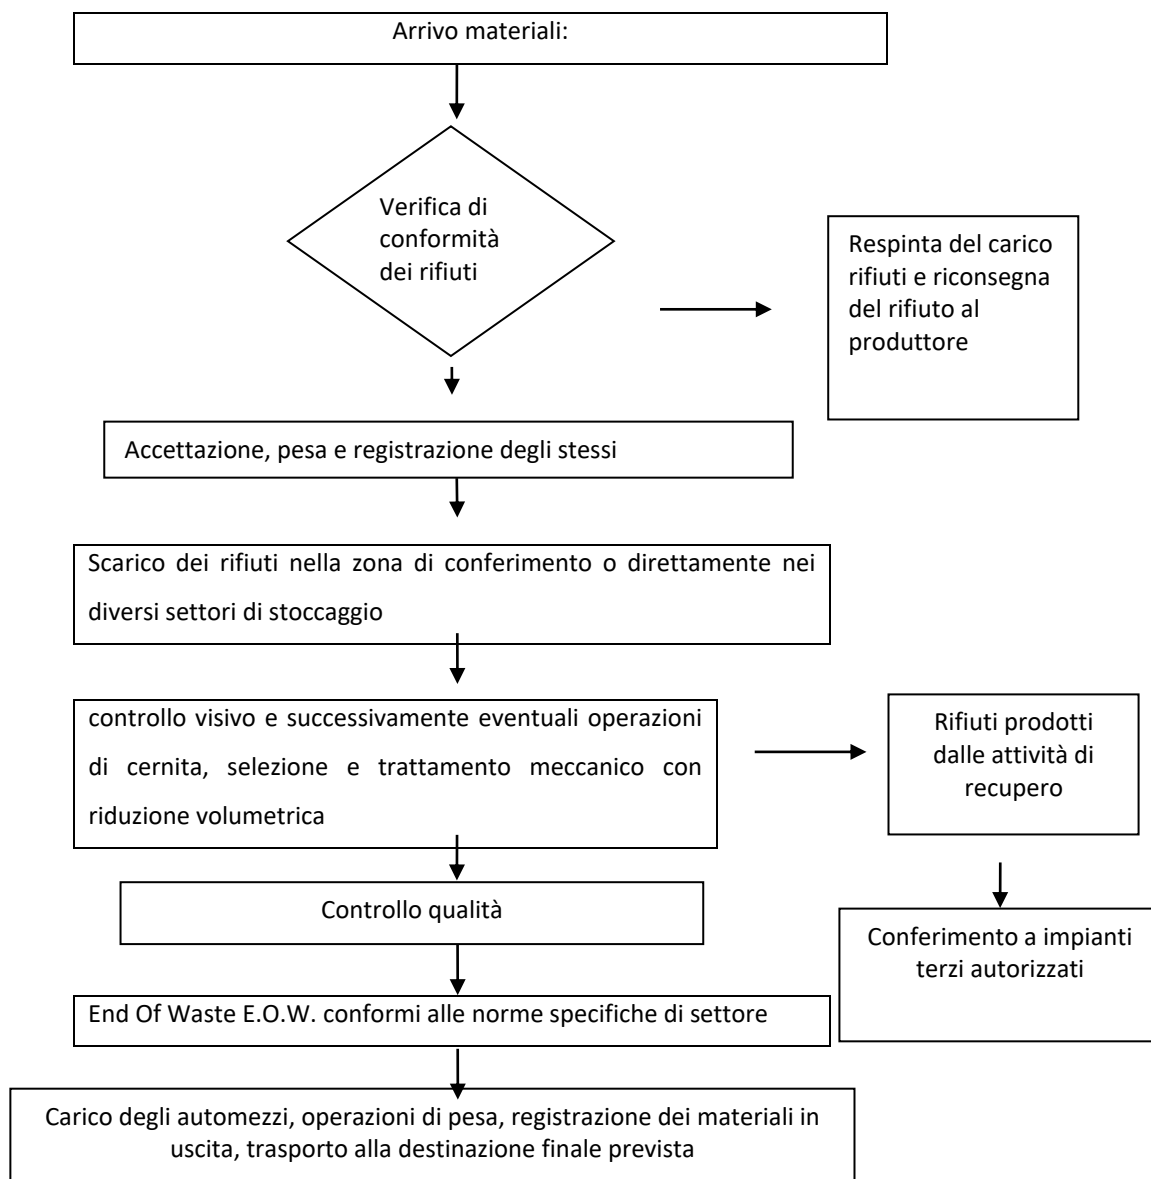 Arrivo materiali:
Verifica di
conformità
dei rifiuti
Respinta del carico
rifiuti e riconsegna
del rifiuto al
produttore
Accettazione, pesa e registrazione degli stessi
Scarico dei rifiuti nella zona di conferimento o direttamente nei
diversi settori di stoccaggio
controllo visivo e successivamente eventuali operazioni
di cernita, selezione e trattamento meccanico con
riduzione volumetrica
Rifiuti prodotti
dalle attività di
recupero
Controllo qualità
Conferimento a impianti
terzi autorizzati
End Of Waste E.O.W. conformi alle norme specifiche di settore
Carico degli automezzi, operazioni di pesa, registrazione dei materiali in
uscita, trasporto alla destinazione finale prevista